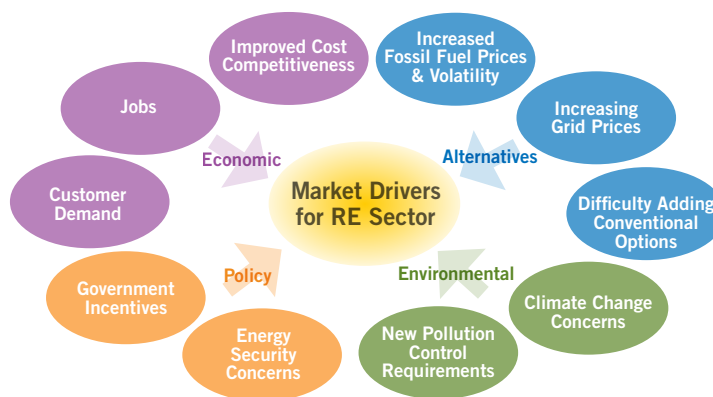 Improved Cost
Competitiveness
Increased
Fossil Fuel Prices
& Volatility
Jobs
Increasing
Grid Prices
Economic
Alternatives
Customer
Demand
Market Drivers
for RE Sector
Difficulty Adding
Conventional
Options
Government
Incentives
Policy
Environmental
Climate Change
Concerns
Energy
Security
Concerns
New Pollution
Control
Requirements